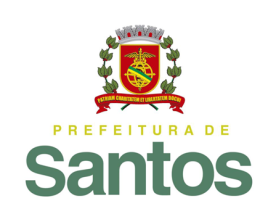 PATRIAM CHARITATEM ET LIBERTATEM DOCUI
PREFEITURA DE
Santos